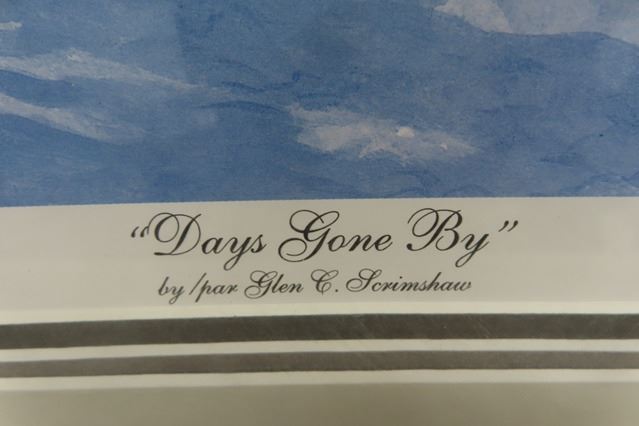 "Days Gone By"
by/par Glen C. Scrimshaw